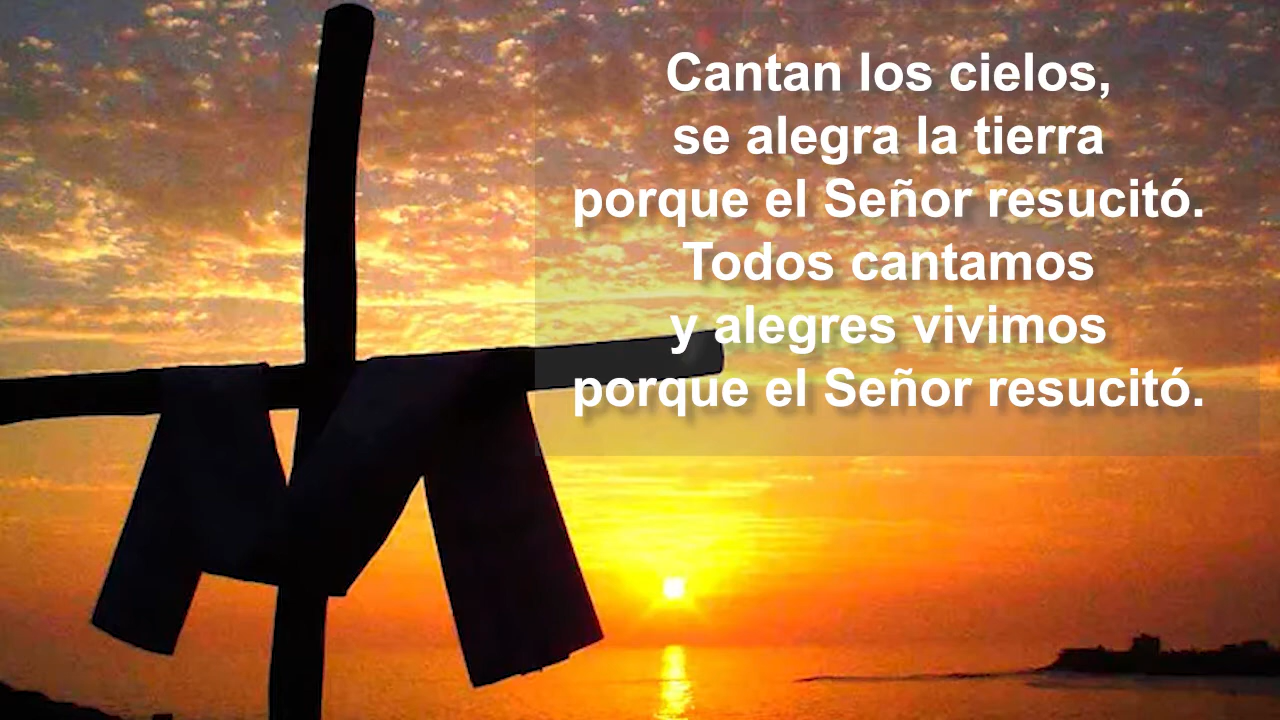 Cantan los cielos,
se alegra la tierra
porque el Señor resucitó.
Todos cantamos
y alegres vivimos
porque el Señor resucitó.